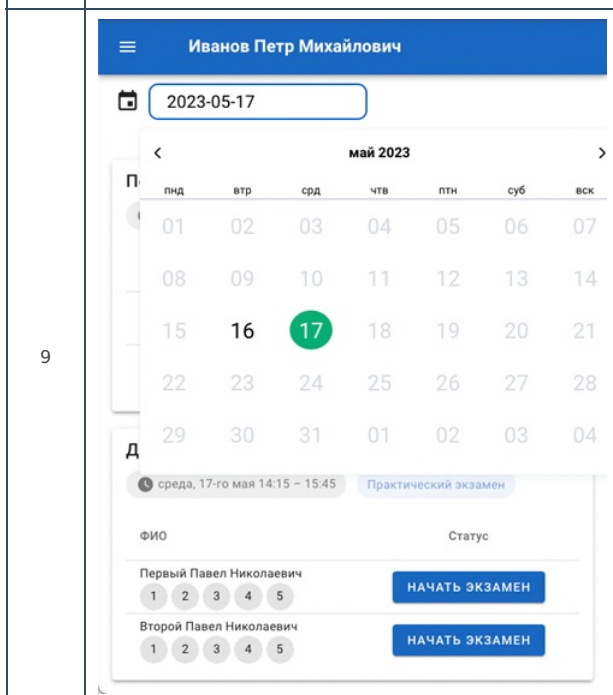 9
Иванов Петр Михайлович
2023-05-17
май 2023
пнд втр срд чтв птн суб вск
01 02 03 04 05 06 07
08 09 10 11 12 13 14
15 16 17 18 19 20 21
22 23 24 25 26 27 28
29 30 31 01 02 03 04
среда, 17-го мая 14:15 – 15:45 Практический экзамен
ФИО Статус
Первый Павел Николаевич
1 2 3 4 5
НАЧАТЬ ЭКЗАМЕН
Второй Павел Николаевич
1 2 3 4 5
НАЧАТЬ ЭКЗАМЕН